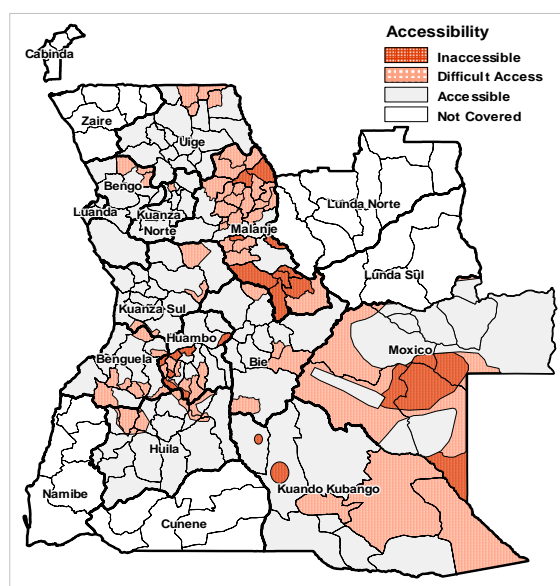 Accessibility
Inaccessible
Difficult Access
Accessible
Not Covered
Cabinda
Zaire
Uige
Bengo
Luanda
Kuanza
Norte
Malanje
Lunda Norte
Lunda Sul
Kuanza Sul
Huambo
Benguela
Bie
Moxico
Huila
Namibe
Cunene
Kuando Kubango